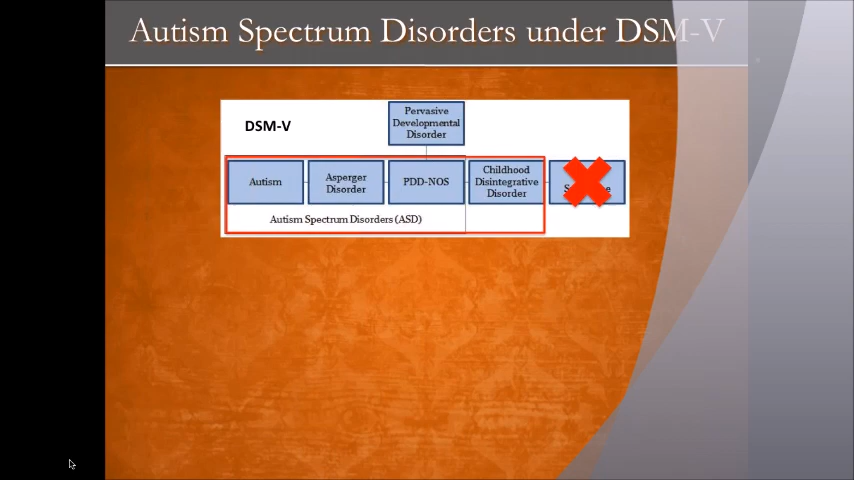 Autism Spectrum Disorders under DSM-V
DSM-V
Pervasive
Developmental
Disorder
Autism
Asperger
Disorder
PDD-NOS
Childhood
Disintegrative
Disorder
Autism Spectrum Disorders (ASD)